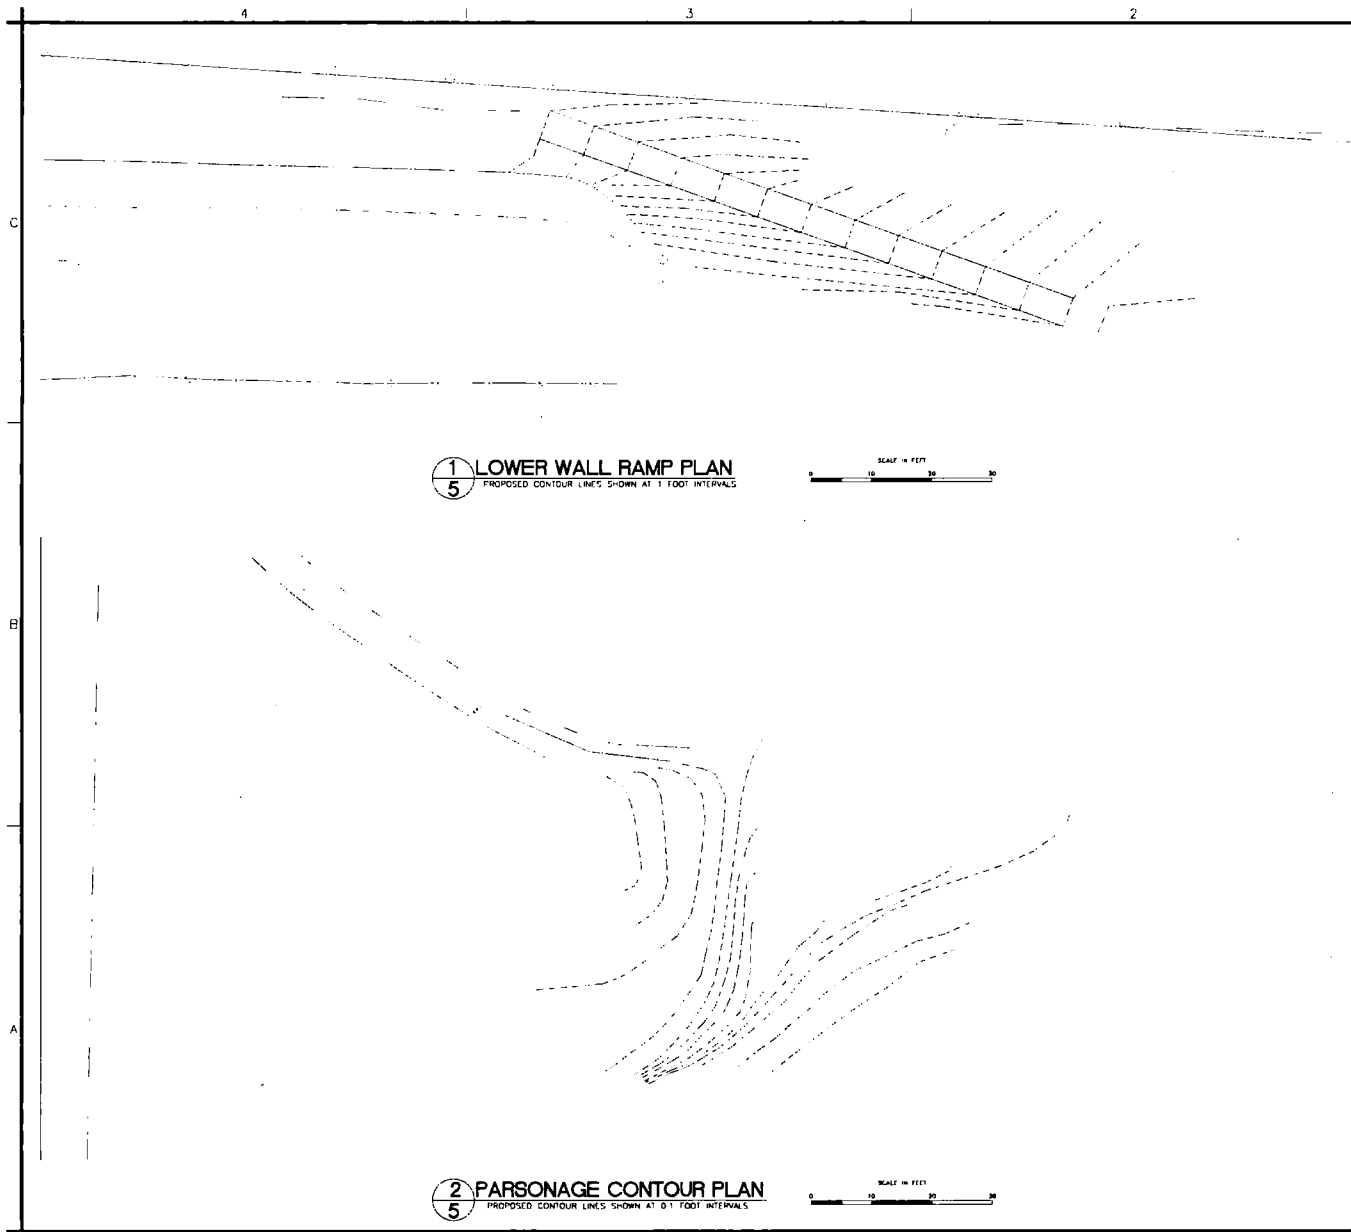 4 3 2
C
1
5
LOWER WALL RAMP PLAN
PROPOSED CONTOUR LINES SHOWN AT 1 FOOT INTERVALS
SCALE IN FEET
0 10 20 30
B
A
2
5
PARSONAGE CONTOUR PLAN
PROPOSED CONTOUR LINES SHOWN AT 0.1 FOOT INTERVALS
SCALE IN FEET
0 10 20 30